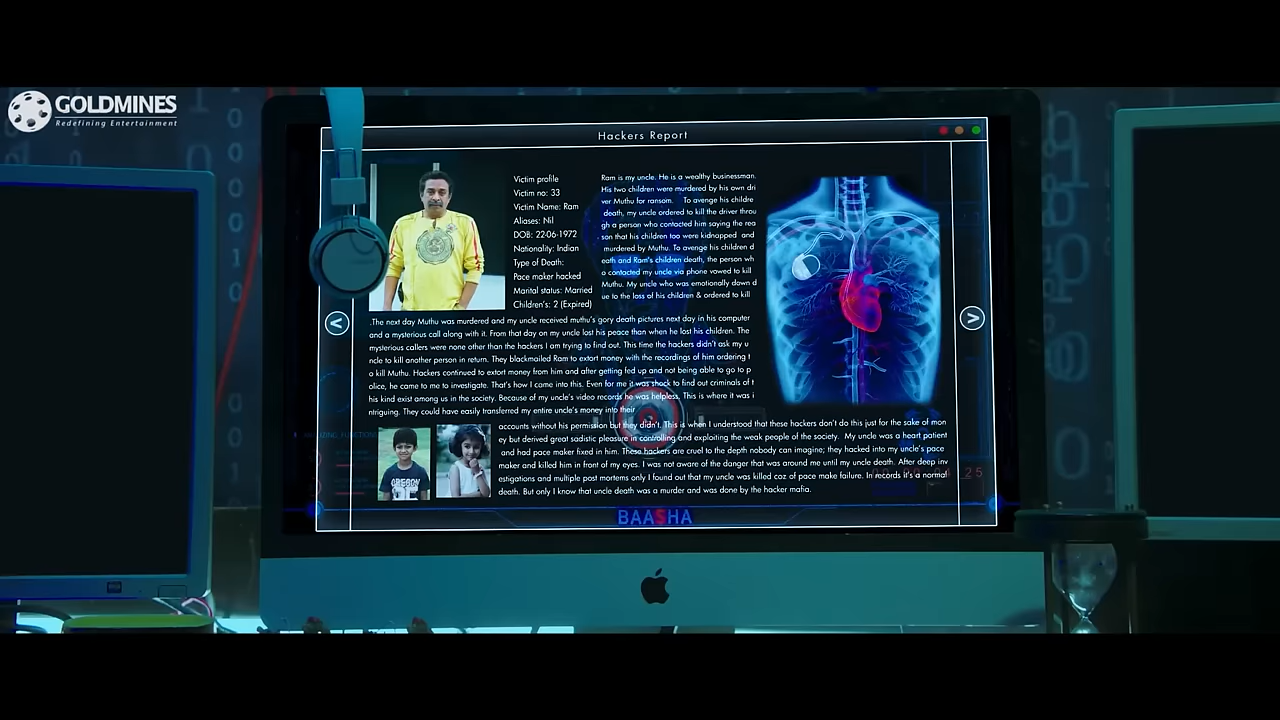 GOLDMINES
Redefining Entertainment
Hackers Report
Victim profile
Victim no: 33
Victim Name: Ram
Aliases: Nil
DOB: 22-06-1972
Nationality: Indian
Type of Death:
Pace maker hacked
Marital status: Married
Children's: 2 (Expired)
Ram is my uncle. He is a wealthy businessman.
His two children were murdered by his own dri
ver Muthu for ransom. To avenge his childre
death, my uncle ordered to kill the driver throu
gh a person who contacted him saying the rea
son that his children too were kidnapped and
murdered by Muthu. To avenge his children d
eath and Ram's children death, the person wh
o contacted my uncle via phone vowed to kill
Muthu. My uncle who was emotionally down d
ue to the loss of his children & ordered to kill
.The next day Muthu was murdered and my uncle received muthu's gory death pictures next day in his computer
and a mysterious call along with it. From that day on my uncle lost his peace than when he lost his children. The
mysterious callers were none other than the hackers I am trying to find out. This time the hackers didn't ask my u
ncle to kill another person in return. They blackmailed Ram to extort money with the recordings of him ordering t
o kill Muthu. Hackers continued to extort money from him and after getting fed up and not being able to go to p
olice, he came to me to investigate. That's how I came into this. Even for me it was shock to find out criminals of t
his kind exist among us in the society. Because of my uncle's video records he was helpless. This is where it was i
ntriguing. They could have easily transferred my entire uncle's money into their
accounts without his permission but they didn't. This is when I understood that these hackers don't do this just for the sake of mon
ey but derived great sadistic pleasure in controlling and exploiting the weak people of the society. My uncle was a heart patient
and had pace maker fixed in him. These hackers are cruel to the depth nobody can imagine; they hacked into my uncle's pace
maker and killed him in front of my eyes. I was not aware of the danger that was around me until my uncle death. After deep inv
estigations and multiple post mortems only I found out that my uncle was killed coz of pace make failure. In records it's a normal
death. But only I know that uncle death was a murder and was done by the hacker mafia.
BAASHA